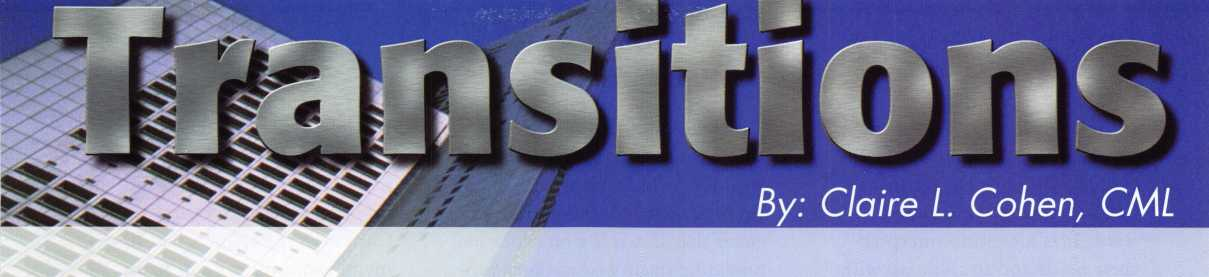 Transitions
By: Claire L. Cohen, CML